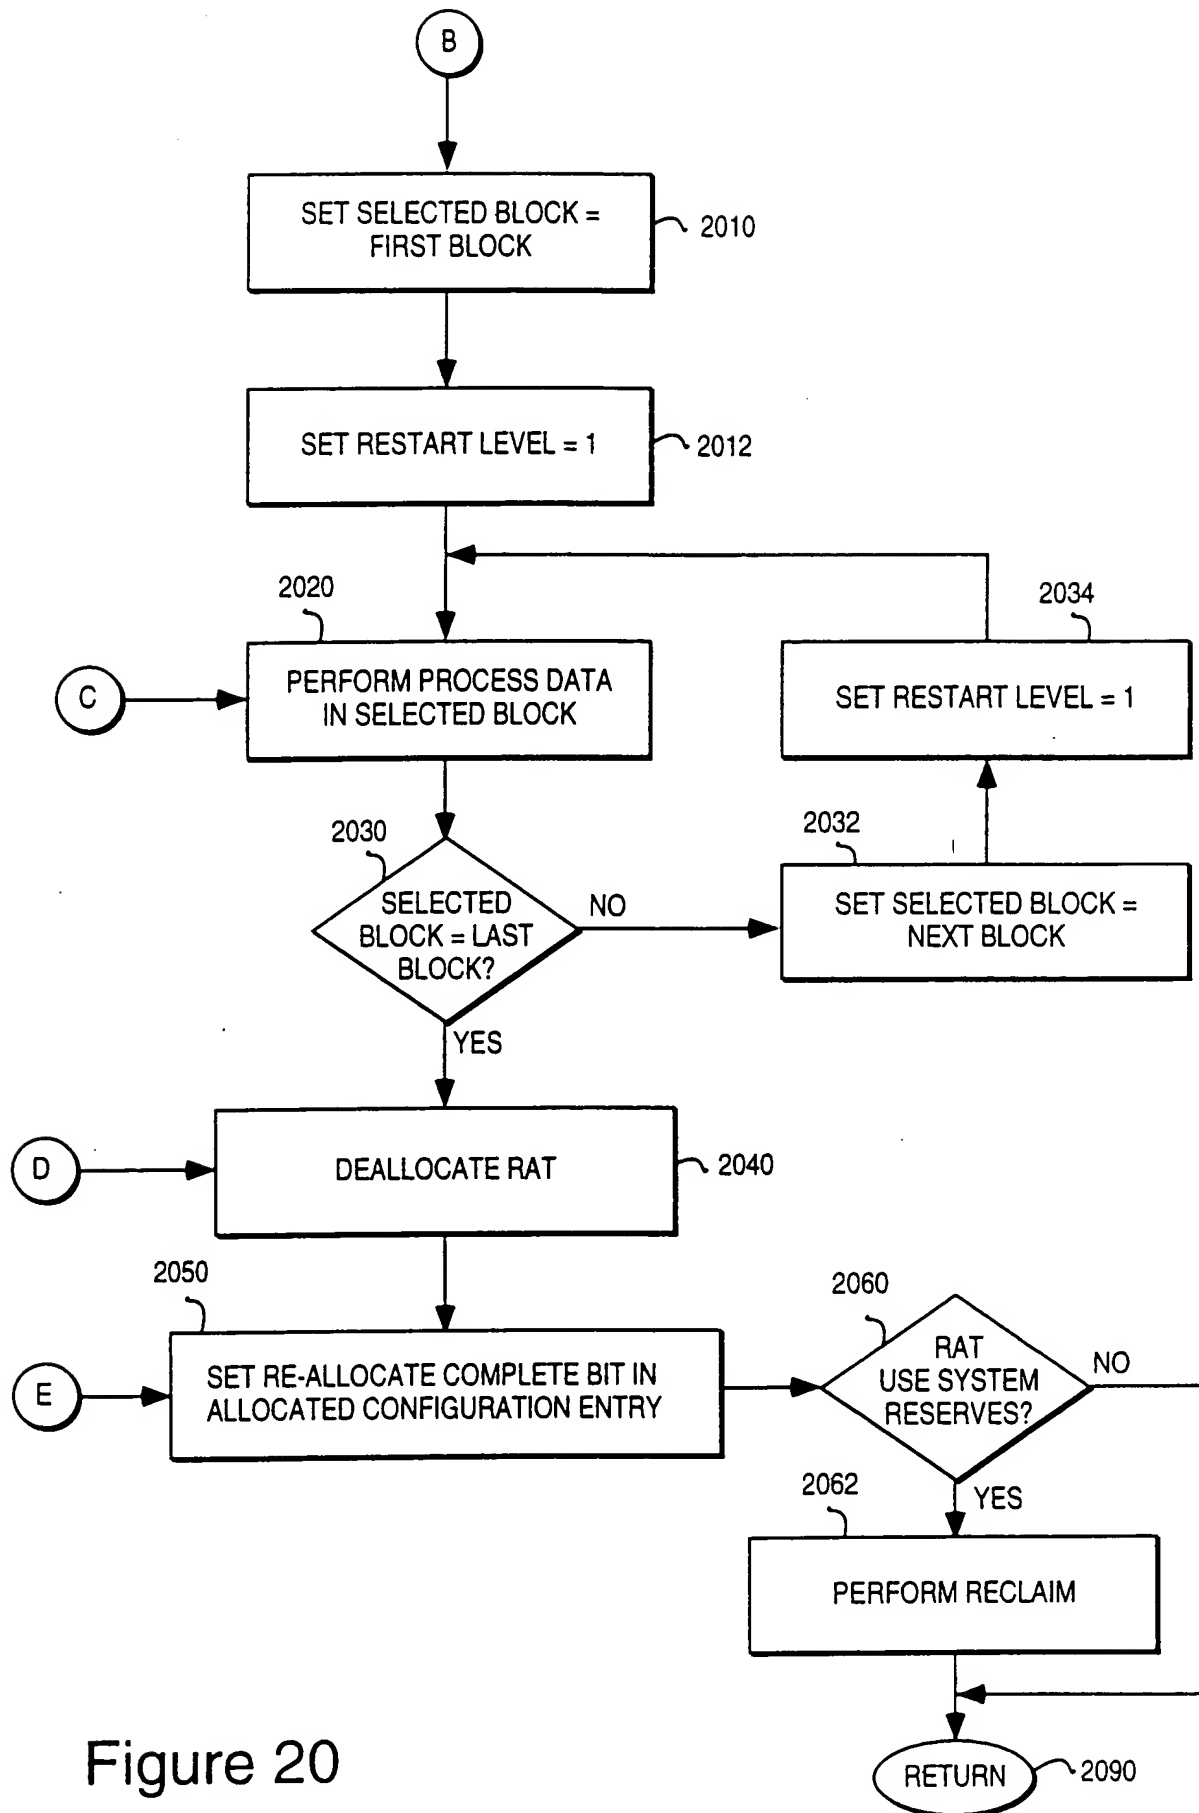 B
SET SELECTED BLOCK =
FIRST BLOCK
2010
SET RESTART LEVEL = 1
2012
2020
2034
C
PERFORM PROCESS DATA
IN SELECTED BLOCK
SET RESTART LEVEL = 1
2030
2032
SELECTED
BLOCK = LAST
BLOCK?
NO
SET SELECTED BLOCK =
NEXT BLOCK
YES
D
DEALLOCATE RAT
2040
2050
2060
E
SET RE-ALLOCATE COMPLETE BIT IN
ALLOCATED CONFIGURATION ENTRY
RAT
USE SYSTEM
RESERVES?
NO
2062
YES
PERFORM RECLAIM
Figure 20
RETURN
2090